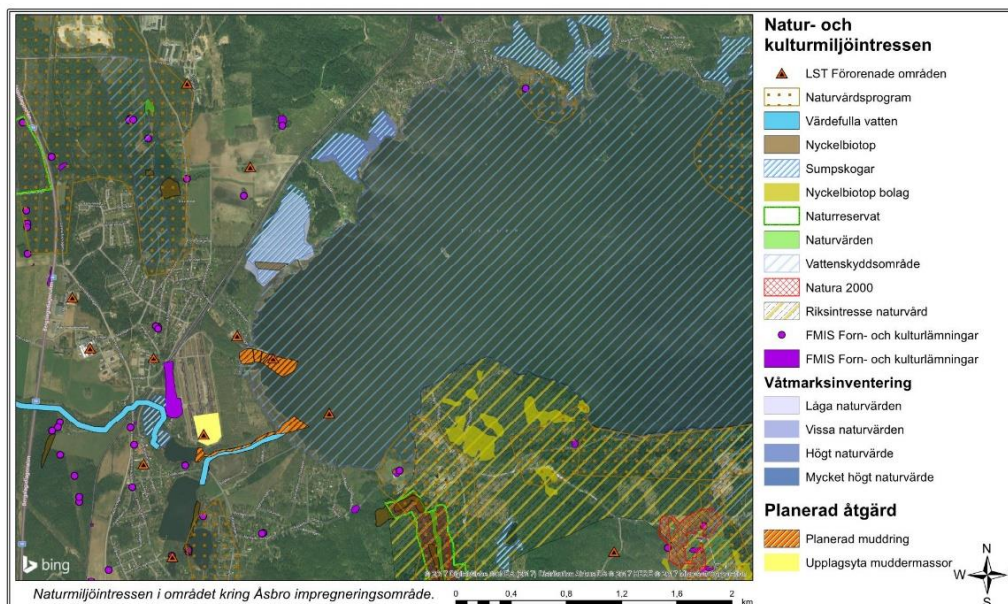 Natur- och
kulturmiljöintressen
LST Förorenade områden
Naturvårdsprogram
Värdefulla vatten
Nyckelbiotop
Sumpskogar
Nyckelbiotop bolag
Naturreservat
Naturvärden
Vattenskyddsområde
Natura 2000
Riksintresse naturvård
FMIS Forn- och kulturlämningar
FMIS Forn- och kulturlämningar
Våtmarksinventering
Låga naturvärden
Vissa naturvärden
Högt naturvärde
Mycket högt naturvärde
Planerad åtgärd
Planerad muddring
Upplagsyta muddermassor
bing
Naturmiljöintressen i området kring Åsbro impregneringsområde.
0 0,4 0,8 1,2 1,6 2
km
N
W E
S